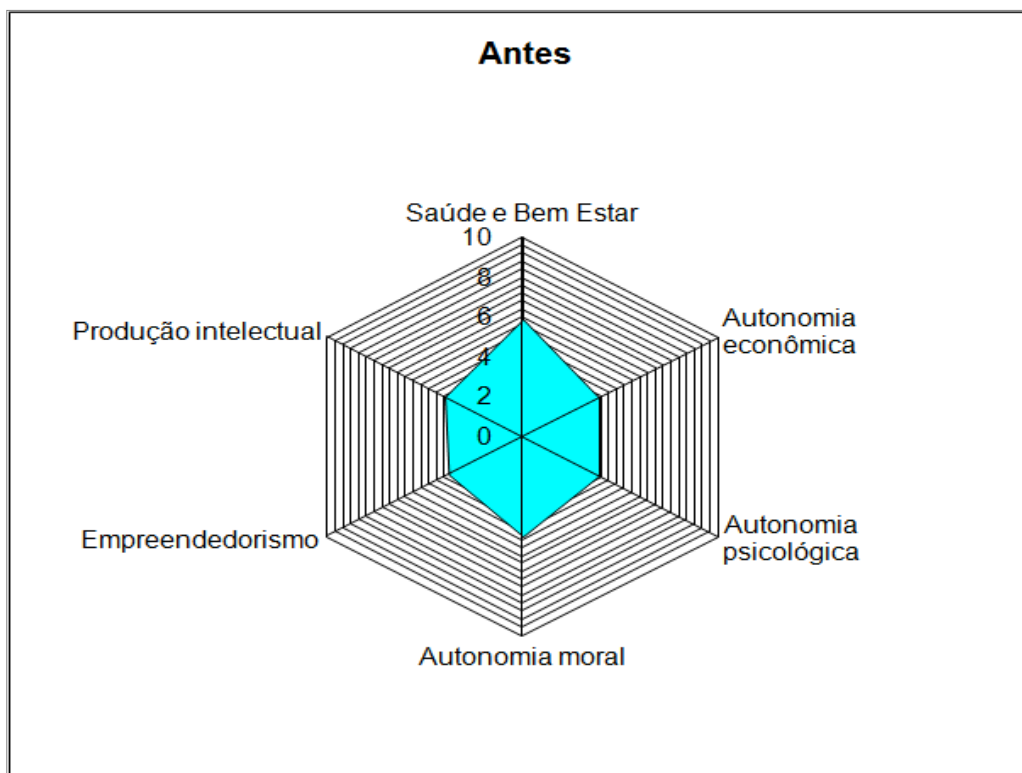 Antes
Saúde e Bem Estar
10
8
6
4
2
0
Autonomia
econômica
Autonomia
psicológica
Autonomia moral
Empreendedorismo
Produção intelectual